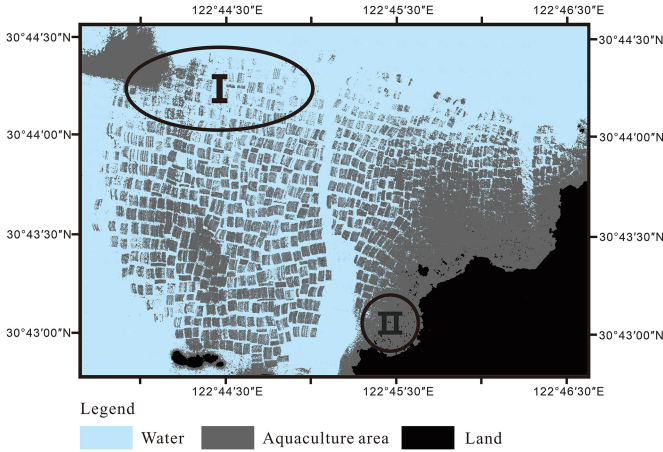 122°44′30″E 122°45′30″E 122°46′30″E
30°44′30″N 30°44′30″N
I
30°44′00″N 30°44′00″N
30°43′30″N 30°43′30″N
II
30°43′00″N 30°43′00″N
122°44′30″E 122°45′30″E 122°46′30″E
Legend
Water Aquaculture area Land